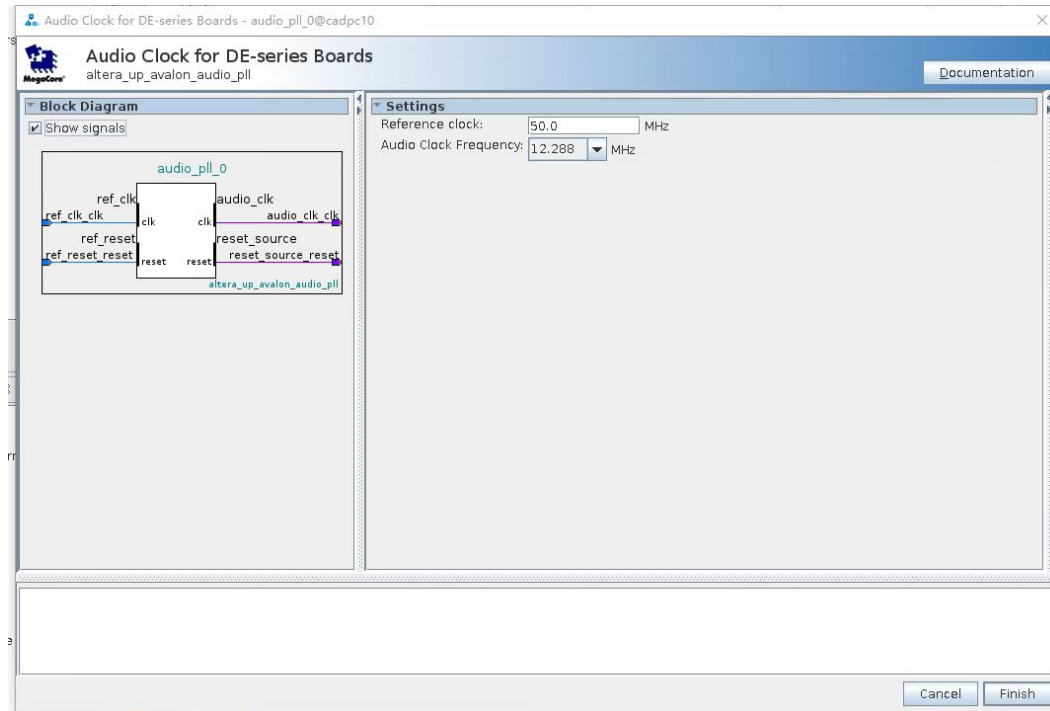 Audio Clock for DE-series Boards - audio_pll_0@cadpc10
Audio Clock for DE-series Boards
altera_up_avalon_audio_pll
MegaCore'
Documentation
Block Diagram
Show signals
audio_pll_0
ref_clk audio_clk
ref_clk_clk clk clk audio_clk_clk
ref_reset reset_source
ref_reset_reset reset reset reset_source_reset
altera_up_avalon_audio_pll
Settings
Reference clock: 50.0 MHz
Audio Clock Frequency: 12.288 MHz
Cancel Finish